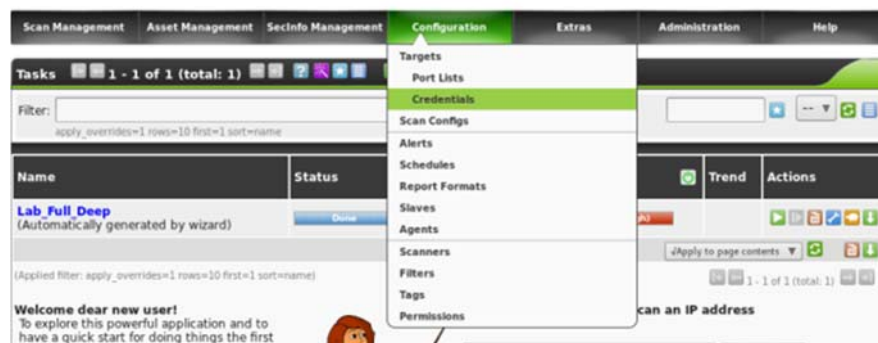 Scan Management Asset Management SecInfo Management Configuration Extras Administration Help
Targets
Port Lists
Credentials
Scan Configs
Alerts
Schedules
Report Formats
Slaves
Agents
Scanners
Filters
Tags
Permissions
Tasks 1 - 1 of 1 (total: 1)
Filter:
apply_overrides=1 rows=10 first=1 sort=name
--
Name Status Trend Actions
Lab_Full_Deep
(Automatically generated by wizard)
Done
√Apply to page contents
(Applied filter: apply_overrides=1 rows=10 first=1 sort=name)
1 - 1 of 1 (total: 1)
Welcome dear new user!
To explore this powerful application and to
have a quick start for doing things the first
can an IP address